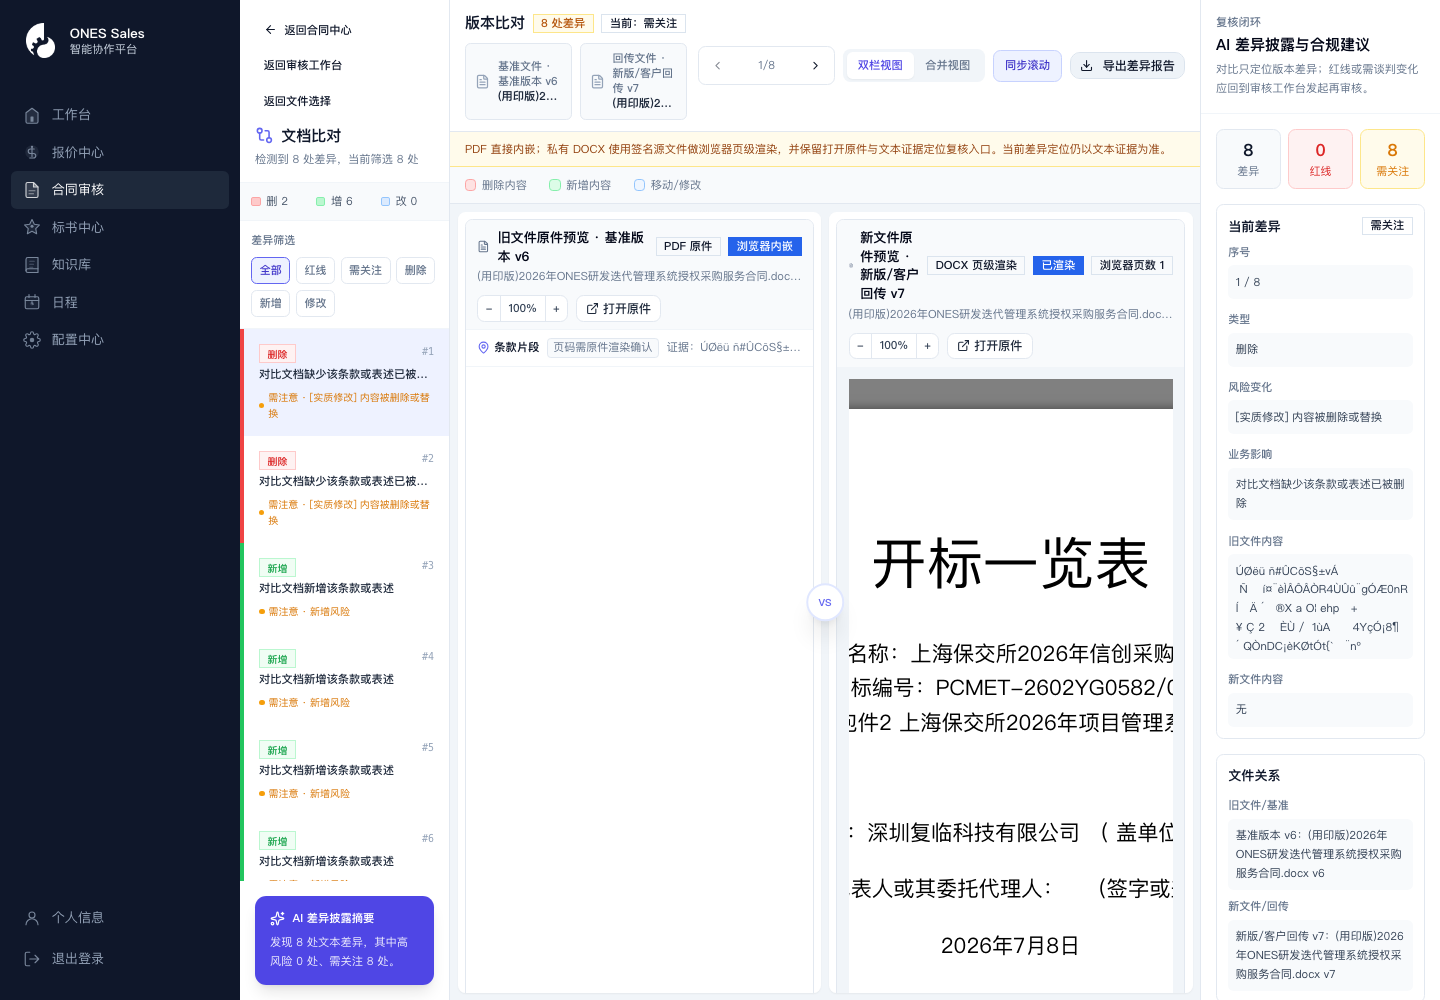 ONES Sales
智能协作平台
工作台
报价中心
合同审核
标书中心
知识库
日程
配置中心
个人信息
退出登录
返回合同中心
返回审核工作台
返回文件选择
文档比对
检测到 8 处差异，当前筛选 8 处
删 2
增 6
改 0
差异筛选
全部
红线
需关注
删除
新增
修改
删除
#1
对比文档缺少该条款或表述已被...
需注意 · [实质修改] 内容被删除或替
换
删除
#2
对比文档缺少该条款或表述已被...
需注意 · [实质修改] 内容被删除或替
换
新增
#3
对比文档新增该条款或表述
需注意 · 新增风险
新增
#4
对比文档新增该条款或表述
需注意 · 新增风险
新增
#5
对比文档新增该条款或表述
需注意 · 新增风险
新增
#6
对比文档新增该条款或表述
AI 差异披露摘要
发现 8 处文本差异，其中高
风险 0 处、需关注 8 处。
版本比对
8 处差异
当前：需关注
基准文件 ·
基准版本 v6
(用印版)2...
回传文件 ·
新版/客户回
传 v7
(用印版)2...
1/8
双栏视图
合并视图
同步滚动
导出差异报告
PDF 直接内嵌；私有 DOCX 使用签名源文件做浏览器页级渲染，并保留打开原件与文本证据定位复核入口。当前差异定位仍以文本证据为准。
删除内容
新增内容
移动/修改
旧文件原件预览 · 基准版
本 v6
PDF 原件
浏览器内嵌
(用印版)2026年ONES研发迭代管理系统授权采购服务合同.doc...
− 100% +
打开原件
条款片段
页码需原件渲染确认
证据：ÚØëü ñ#ÛCôS§±...
VS
新文件原
件预览 ·
新版/客户
回传 v7
DOCX 页级渲染
已渲染
浏览器页数 1
(用印版)2026年ONES研发迭代管理系统授权采购服务合同.doc...
− 100% +
打开原件
开标一览表
名称：上海保交所2026年信创采购
标编号：PCMET-2602YG0582/0
包件2 上海保交所2026年项目管理系
：深圳复临科技有限公司 （ 盖单位
表人或其委托代理人： （签字或
2026年7月8日
复核闭环
AI 差异披露与合规建议
对比只定位版本差异；红线或需谈判变化
应回到审核工作台发起再审核。
8
差异
0
红线
8
需关注
当前差异
需关注
序号
1 / 8
类型
删除
风险变化
[实质修改] 内容被删除或替换
业务影响
对比文档缺少该条款或表述已被删
除
旧文件内容
ÚØëü ñ#ÛCôS§±vÁ
新文件内容
无
文件关系
旧文件/基准
基准版本 v6：(用印版)2026年
ONES研发迭代管理系统授权采购
服务合同.docx v6
新文件/回传
新版/客户回传 v7：(用印版)2026
年ONES研发迭代管理系统授权采
购服务合同.docx v7